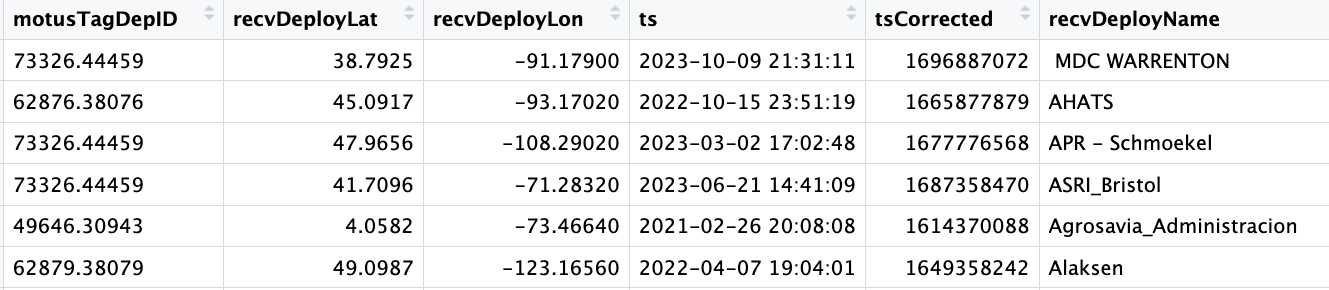 motusTagDepID recvDeployLat recvDeployLon ts tsCorrected recvDeployName
73326.44459 38.7925 -91.17900 2023-10-09 21:31:11 1696887072 MDC WARRENTON
62876.38076 45.0917 -93.17020 2022-10-15 23:51:19 1665877879 AHATS
73326.44459 47.9656 -108.29020 2023-03-02 17:02:48 1677776568 APR - Schmoekel
73326.44459 41.7096 -71.28320 2023-06-21 14:41:09 1687358470 ASRI_Bristol
49646.30943 4.0582 -73.46640 2021-02-26 20:08:08 1614370088 Agrosavia_Administracion
62879.38079 49.0987 -123.16560 2022-04-07 19:04:01 1649358242 Alaksen